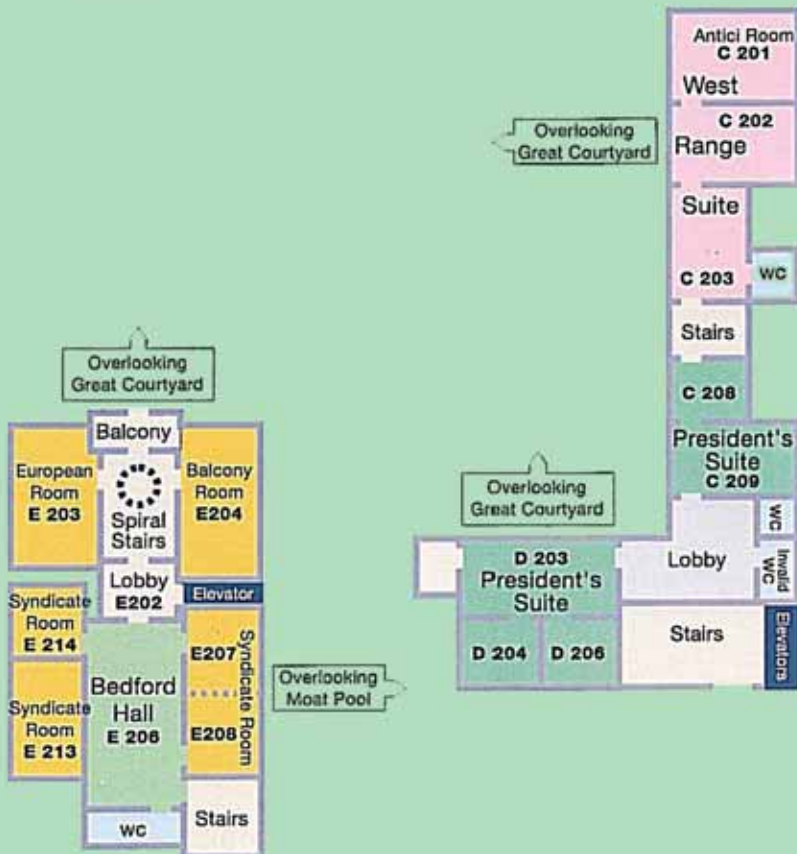 Antici Room
C 201
West
C 202
Range
Suite
C 203
WC
Overlooking
Great Courtyard
Stairs
C 208
President's
Suite
C 209
WC
Lobby
Invalid
WC
Overlooking
Great Courtyard
D 203
President's
Suite
D 204
D 206
Stairs
Elevators
Overlooking
Great Courtyard
Balcony
European
Room
E 203
Spiral
Stairs
Balcony
Room
E204
Lobby
E202
Elevator
Syndicate
Room
E 214
Syndicate
Room
E 213
Bedford
Hall
E 206
E207
E208
Syndicate Room
Overlooking
Moat Pool
WC
Stairs